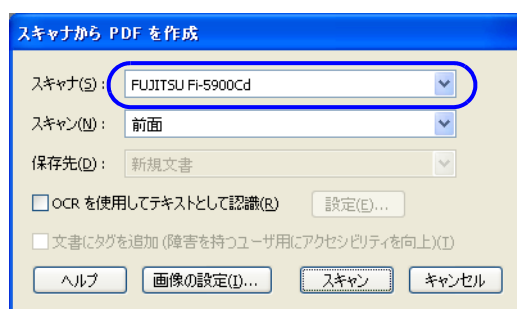 スキャナから PDF を作成
スキャナ(S): FUJITSU Fi-5900Cd
スキャン(N): 前面
保存先(D): 新規文書
OCR を使用してテキストとして認識(R) 設定(E)...
文書にタグを追加 (障害を持つユーザ用にアクセシビリティを向上)(T)
ヘルプ 画像の設定(I)... スキャン キャンセル